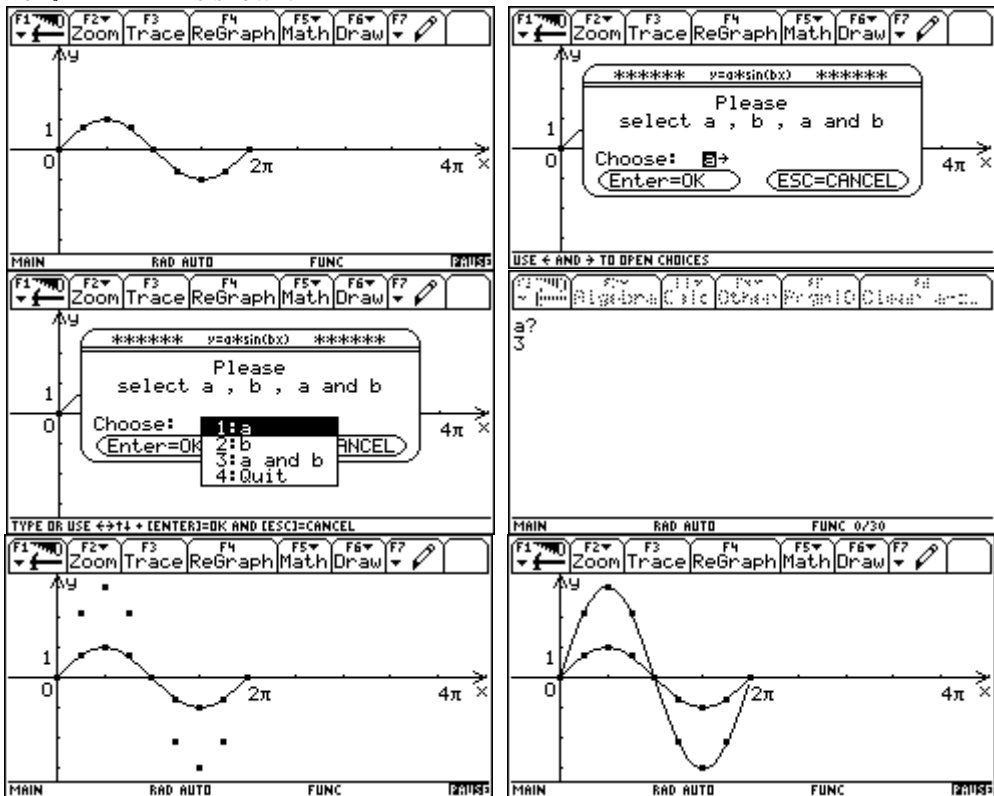 F1 F2 F3 F4 F5 F6 F7
Zoom Trace ReGraph Math Draw
y
1
0 2π 4π x
MAIN RAD AUTO FUNC PAUSE
F1 F2 F3 F4 F5 F6 F7
Zoom Trace ReGraph Math Draw
y
****** y=a*sin(bx) ******
Please
select a , b , a and b
1
0 4π x
Choose: a→
Enter=OK ESC=CANCEL
USE ← AND → TO OPEN CHOICES
F1 F2 F3 F4 F5 F6 F7
Zoom Trace ReGraph Math Draw
y
****** y=a*sin(bx) ******
Please
select a , b , a and b
1
0 4π x
Choose: 1:a
Enter=OK 2:b ANCEL
3:a and b
4:Quit
TYPE OR USE ←→↑↓ + [ENTER]=OK AND [ESC]=CANCEL
Algebra Calc Other PrgmIO
a?
3
MAIN RAD AUTO FUNC 0/30
F1 F2 F3 F4 F5 F6 F7
Zoom Trace ReGraph Math Draw
y
1
0 2π 4π x
MAIN RAD AUTO FUNC PAUSE
F1 F2 F3 F4 F5 F6 F7
Zoom Trace ReGraph Math Draw
y
1
0 2π 4π x
MAIN RAD AUTO FUNC PAUSE